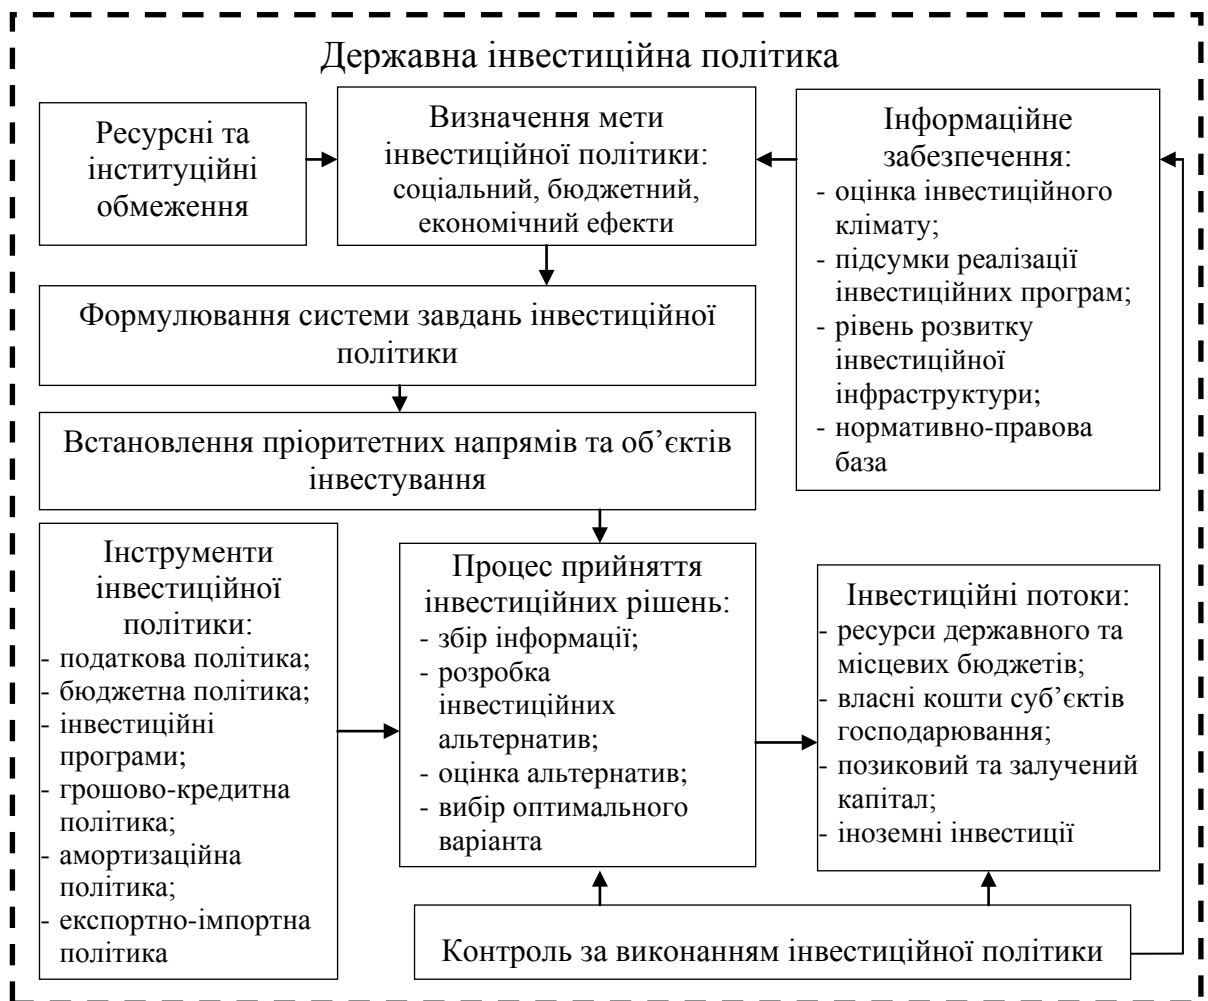 Державна інвестиційна політика
Ресурсні та
інституційні
обмеження
Визначення мети
інвестиційної політики:
соціальний, бюджетний,
економічний ефекти
Інформаційне
забезпечення:
- оцінка інвестиційного
клімату;
- підсумки реалізації
інвестиційних програм;
- рівень розвитку
інвестиційної
інфраструктури;
- нормативно-правова
база
Формулювання системи завдань інвестиційної
політики
Встановлення пріоритетних напрямів та об’єктів
інвестування
Інструменти
інвестиційної
політики:
- податкова політика;
- бюджетна політика;
- інвестиційні
програми;
- грошово-кредитна
політика;
- амортизаційна
політика;
- експортно-імпортна
політика
Процес прийняття
інвестиційних рішень:
- збір інформації;
- розробка
інвестиційних
альтернатив;
- оцінка альтернатив;
- вибір оптимального
варіанта
Інвестиційні потоки:
- ресурси державного та
місцевих бюджетів;
- власні кошти суб’єктів
господарювання;
- позиковий та залучений
капітал;
- іноземні інвестиції
Контроль за виконанням інвестиційної політики